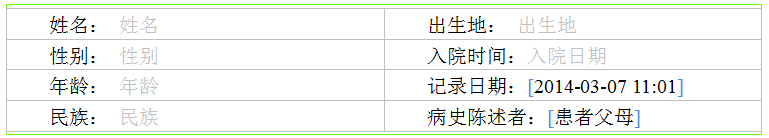 姓名： 姓名 出生地： 出生地
性别： 性别 入院时间：入院日期
年龄： 年龄 记录日期：[2014-03-07 11:01]
民族： 民族 病史陈述者：[患者父母]